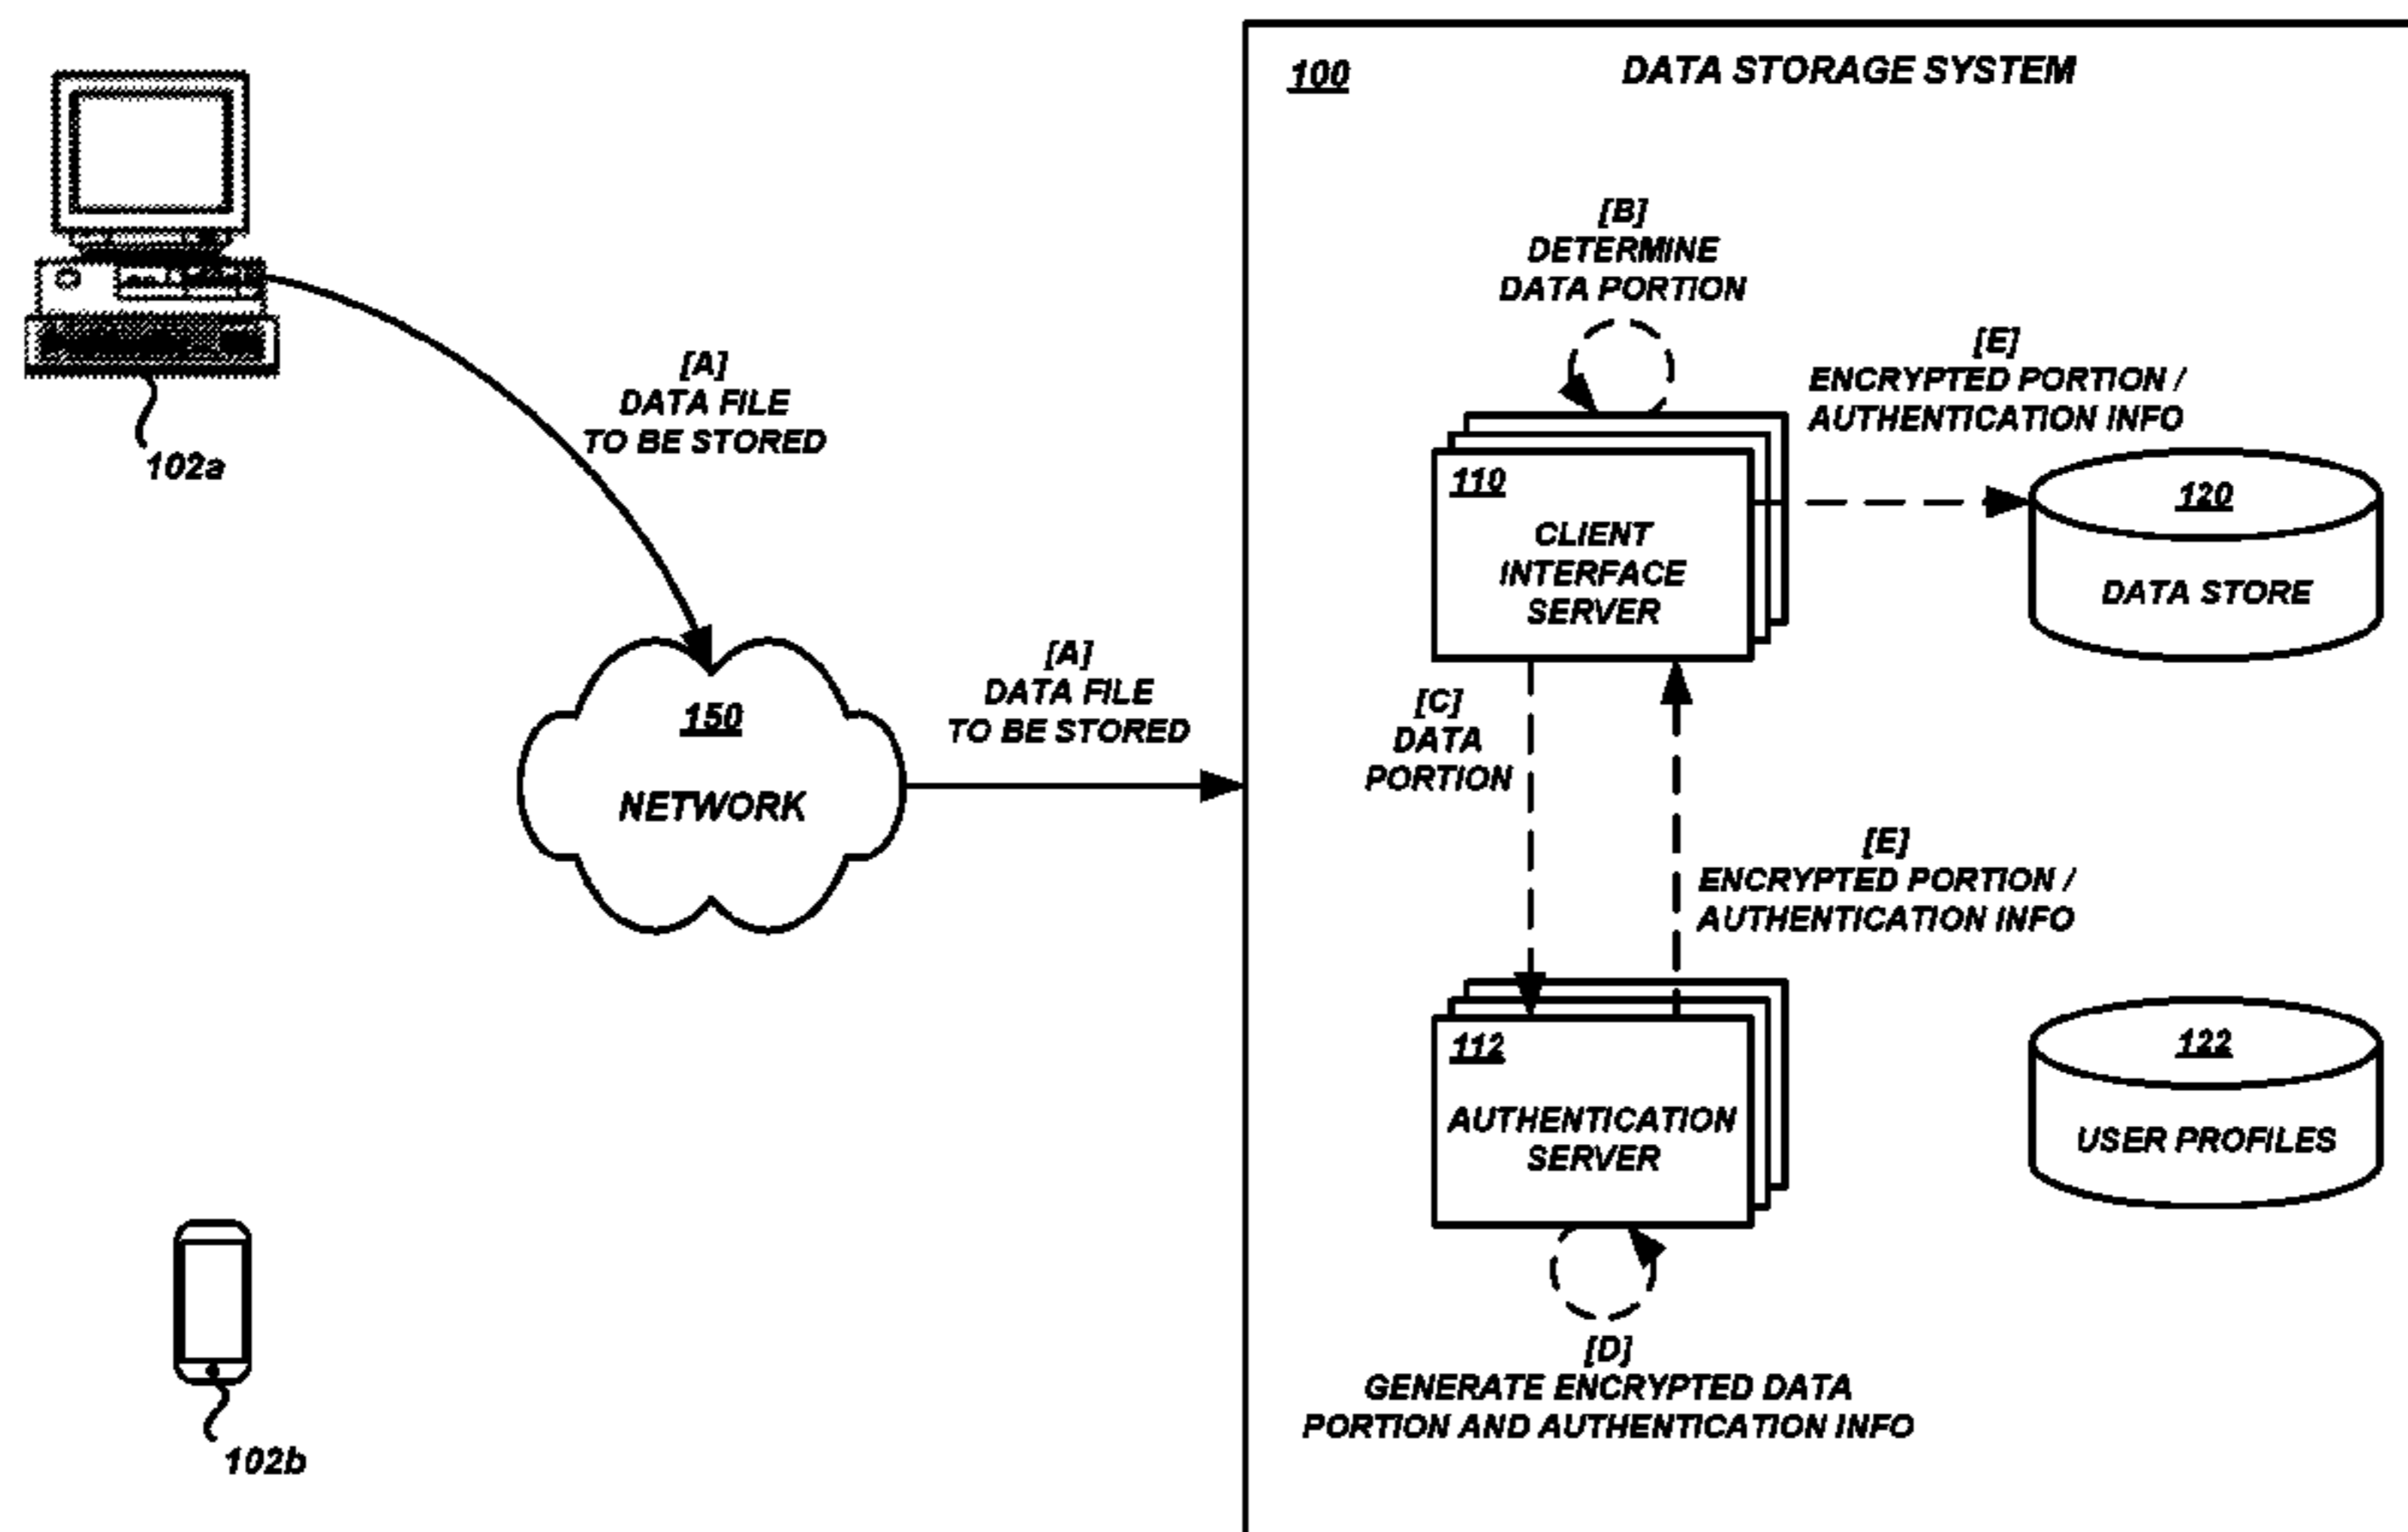 100
DATA STORAGE SYSTEM
[B]
DETERMINE
DATA PORTION
[E]
ENCRYPTED PORTION /
AUTHENTICATION INFO
[A]
DATA FILE
TO BE STORED
102a
110
CLIENT
INTERFACE
SERVER
120
DATA STORE
[A]
DATA FILE
TO BE STORED
150
NETWORK
[C]
DATA
PORTION
[E]
ENCRYPTED PORTION /
AUTHENTICATION INFO
112
AUTHENTICATION
SERVER
122
USER PROFILES
[D]
GENERATE ENCRYPTED DATA
PORTION AND AUTHENTICATION INFO
102b